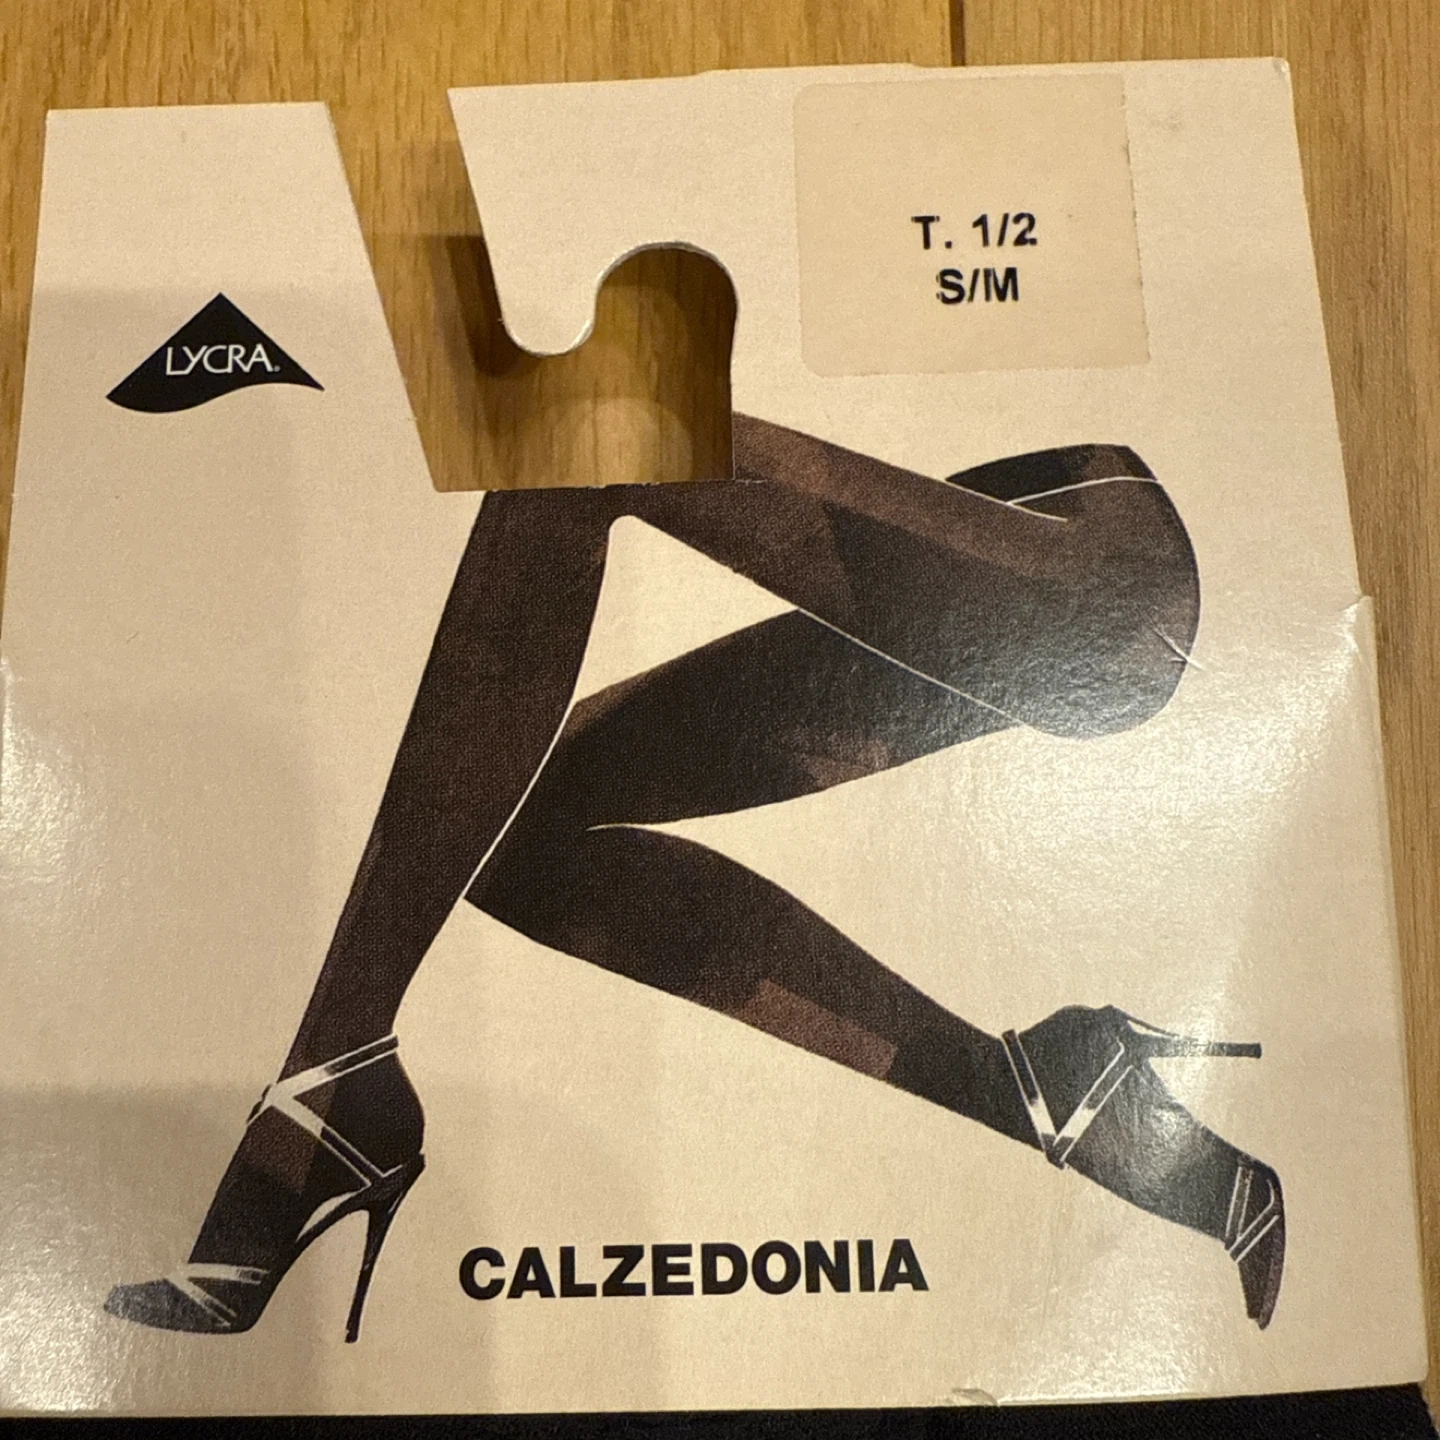 T. 1/2
S/M
LYCRA®
CALZEDONIA